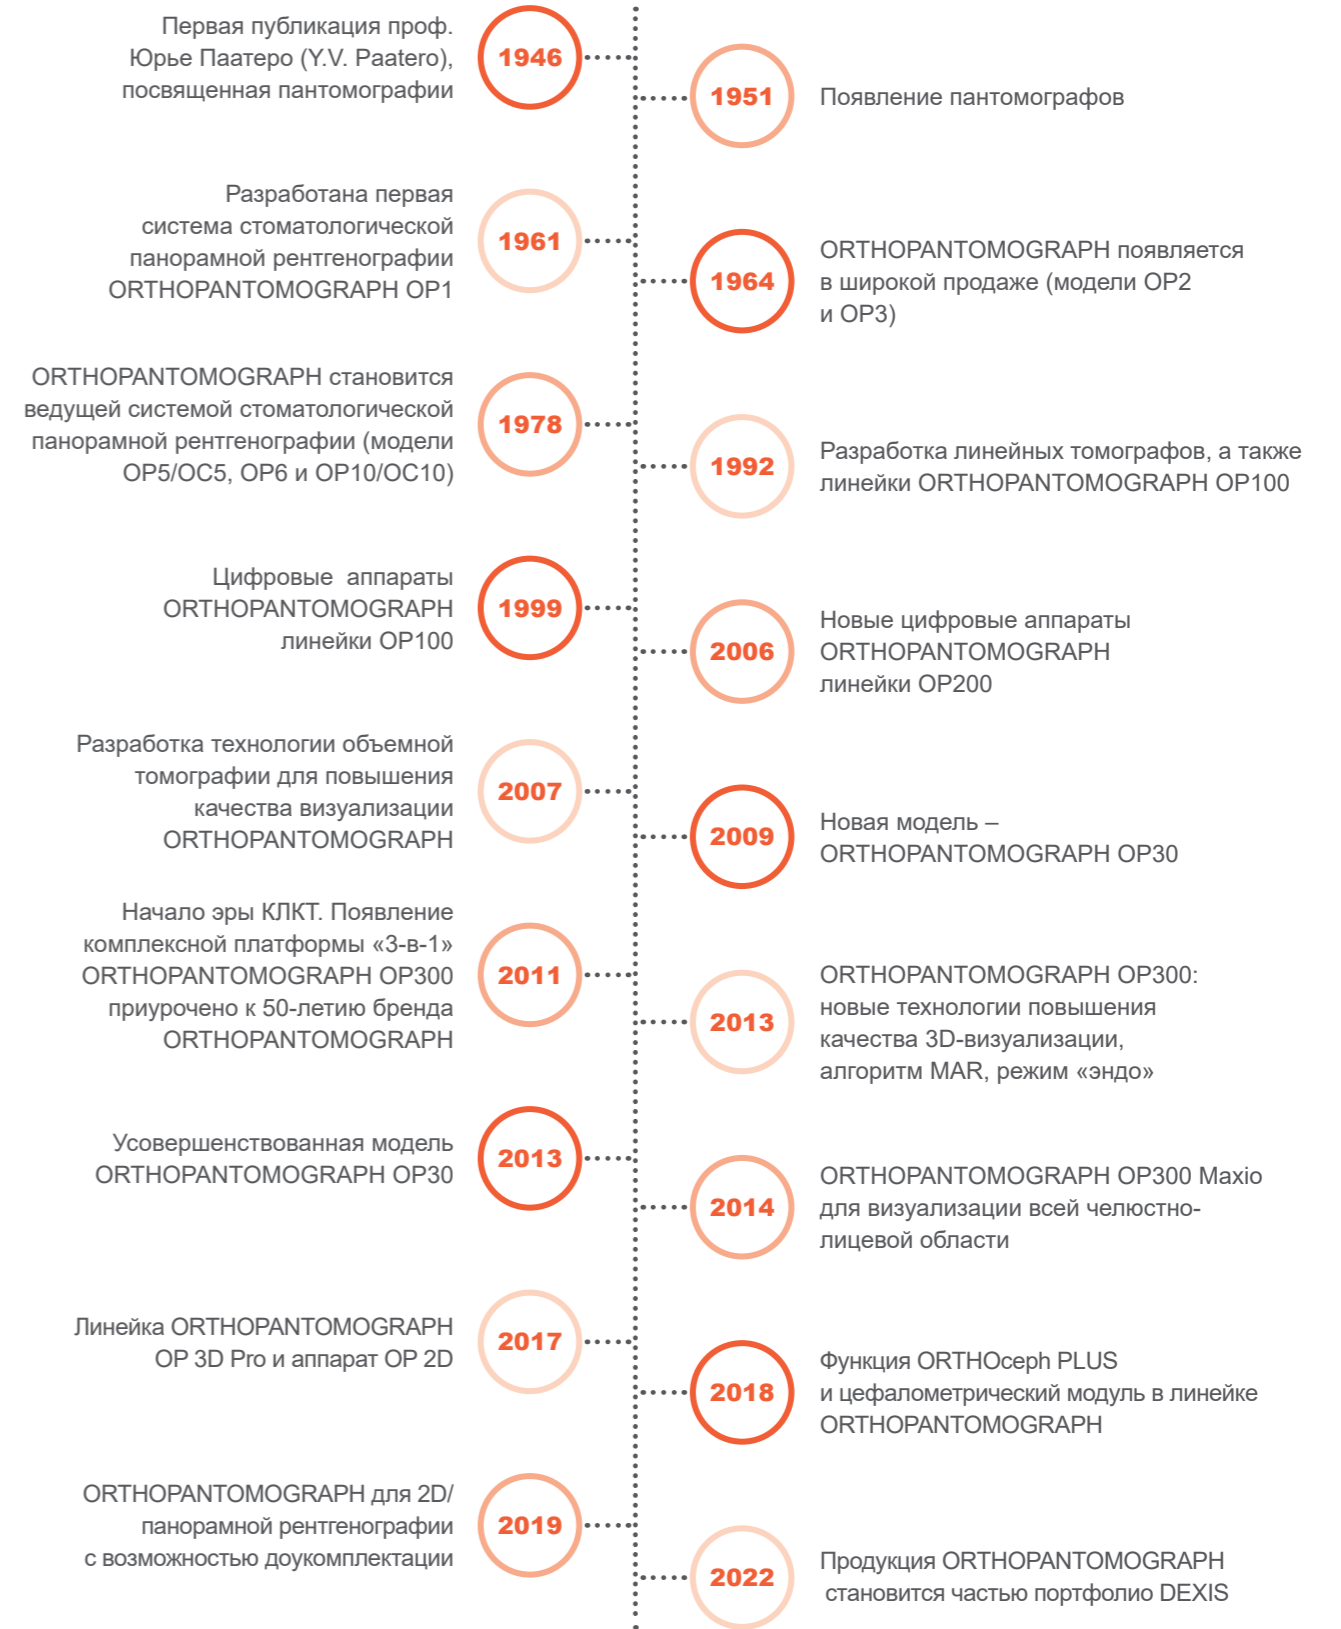 Первая публикация проф.
Юрье Паатеро (Y.V. Paatero),
посвященная пантомографии
1946
1951
Появление пантомографов
Разработана первая
система стоматологической
панорамной рентгенографии
ORTHOPANTOMOGRAPH OP1
1961
1964
ORTHOPANTOMOGRAPH появляется
в широкой продаже (модели OP2
и OP3)
ORTHOPANTOMOGRAPH становится
ведущей системой стоматологической
панорамной рентгенографии (модели
OP5/OC5, OP6 и OP10/OC10)
1978
1992
Разработка линейных томографов, а также
линейки ORTHOPANTOMOGRAPH OP100
Цифровые аппараты
ORTHOPANTOMOGRAPH
линейки OP100
1999
2006
Новые цифровые аппараты
ORTHOPANTOMOGRAPH
линейки OP200
Разработка технологии объемной
томографии для повышения
качества визуализации
ORTHOPANTOMOGRAPH
2007
2009
Новая модель –
ORTHOPANTOMOGRAPH OP30
Начало эры КЛКТ. Появление
комплексной платформы «3-в-1»
ORTHOPANTOMOGRAPH OP300
приурочено к 50-летию бренда
ORTHOPANTOMOGRAPH
2011
2013
ORTHOPANTOMOGRAPH OP300:
новые технологии повышения
качества 3D-визуализации,
алгоритм MAR, режим «эндо»
Усовершенствованная модель
ORTHOPANTOMOGRAPH OP30
2013
2014
ORTHOPANTOMOGRAPH OP300 Maxio
для визуализации всей челюстно-
лицевой области
Линейка ORTHOPANTOMOGRAPH
OP 3D Pro и аппарат OP 2D
2017
2018
Функция ORTHOceph PLUS
и цефалометрический модуль в линейке
ORTHOPANTOMOGRAPH
ORTHOPANTOMOGRAPH для 2D/
панорамной рентгенографии
с возможностью доукомплектации
2019
2022
Продукция ORTHOPANTOMOGRAPH
становится частью портфолио DEXIS